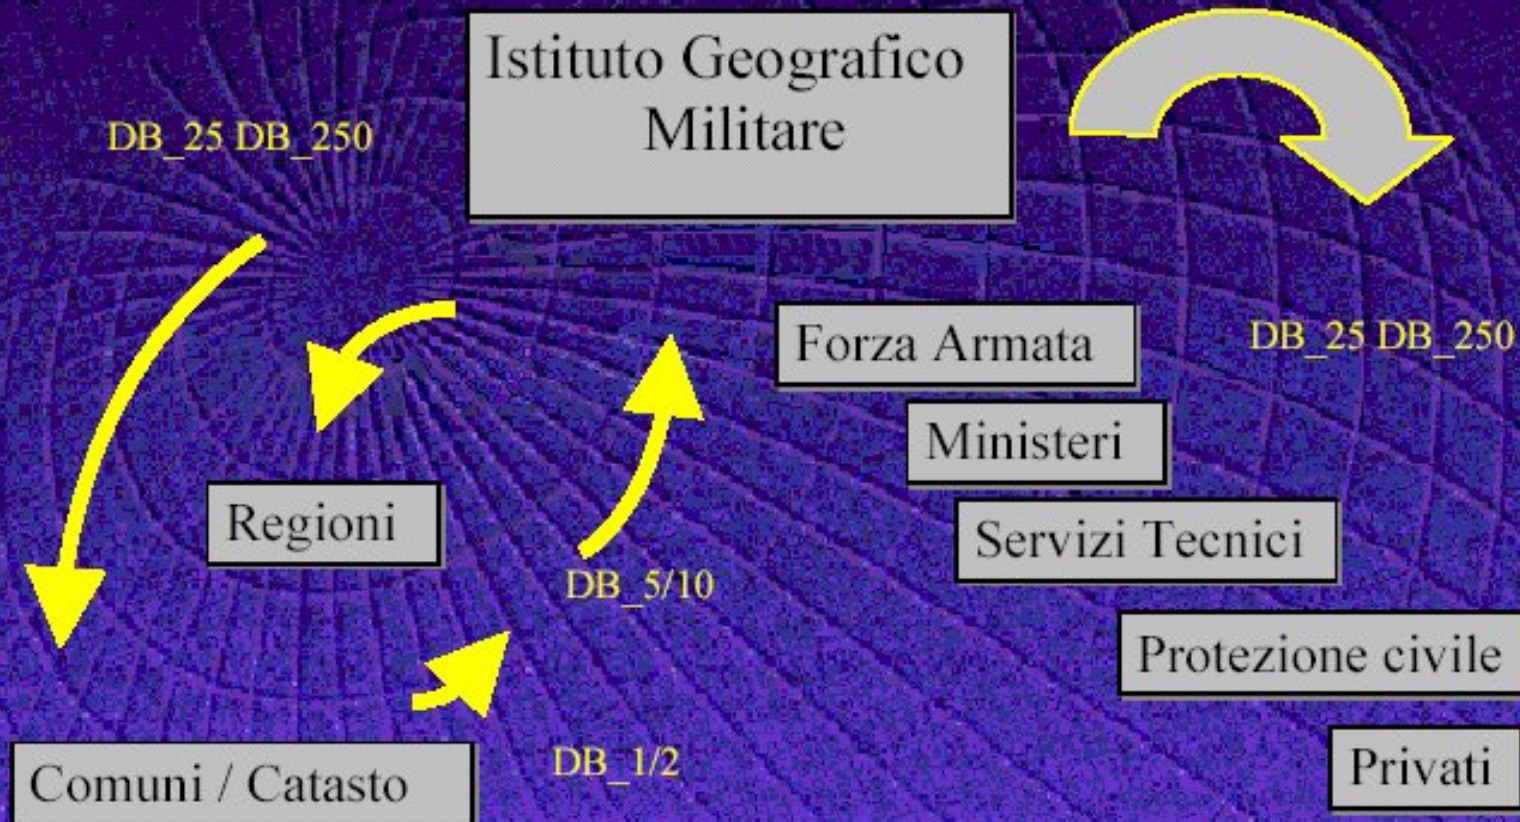 Istituto Geografico
Militare
DB_25 DB_250
Forza Armata
DB_25 DB_250
Ministeri
Regioni
Servizi Tecnici
DB_5/10
Protezione civile
DB_1/2
Privati
Comuni / Catasto